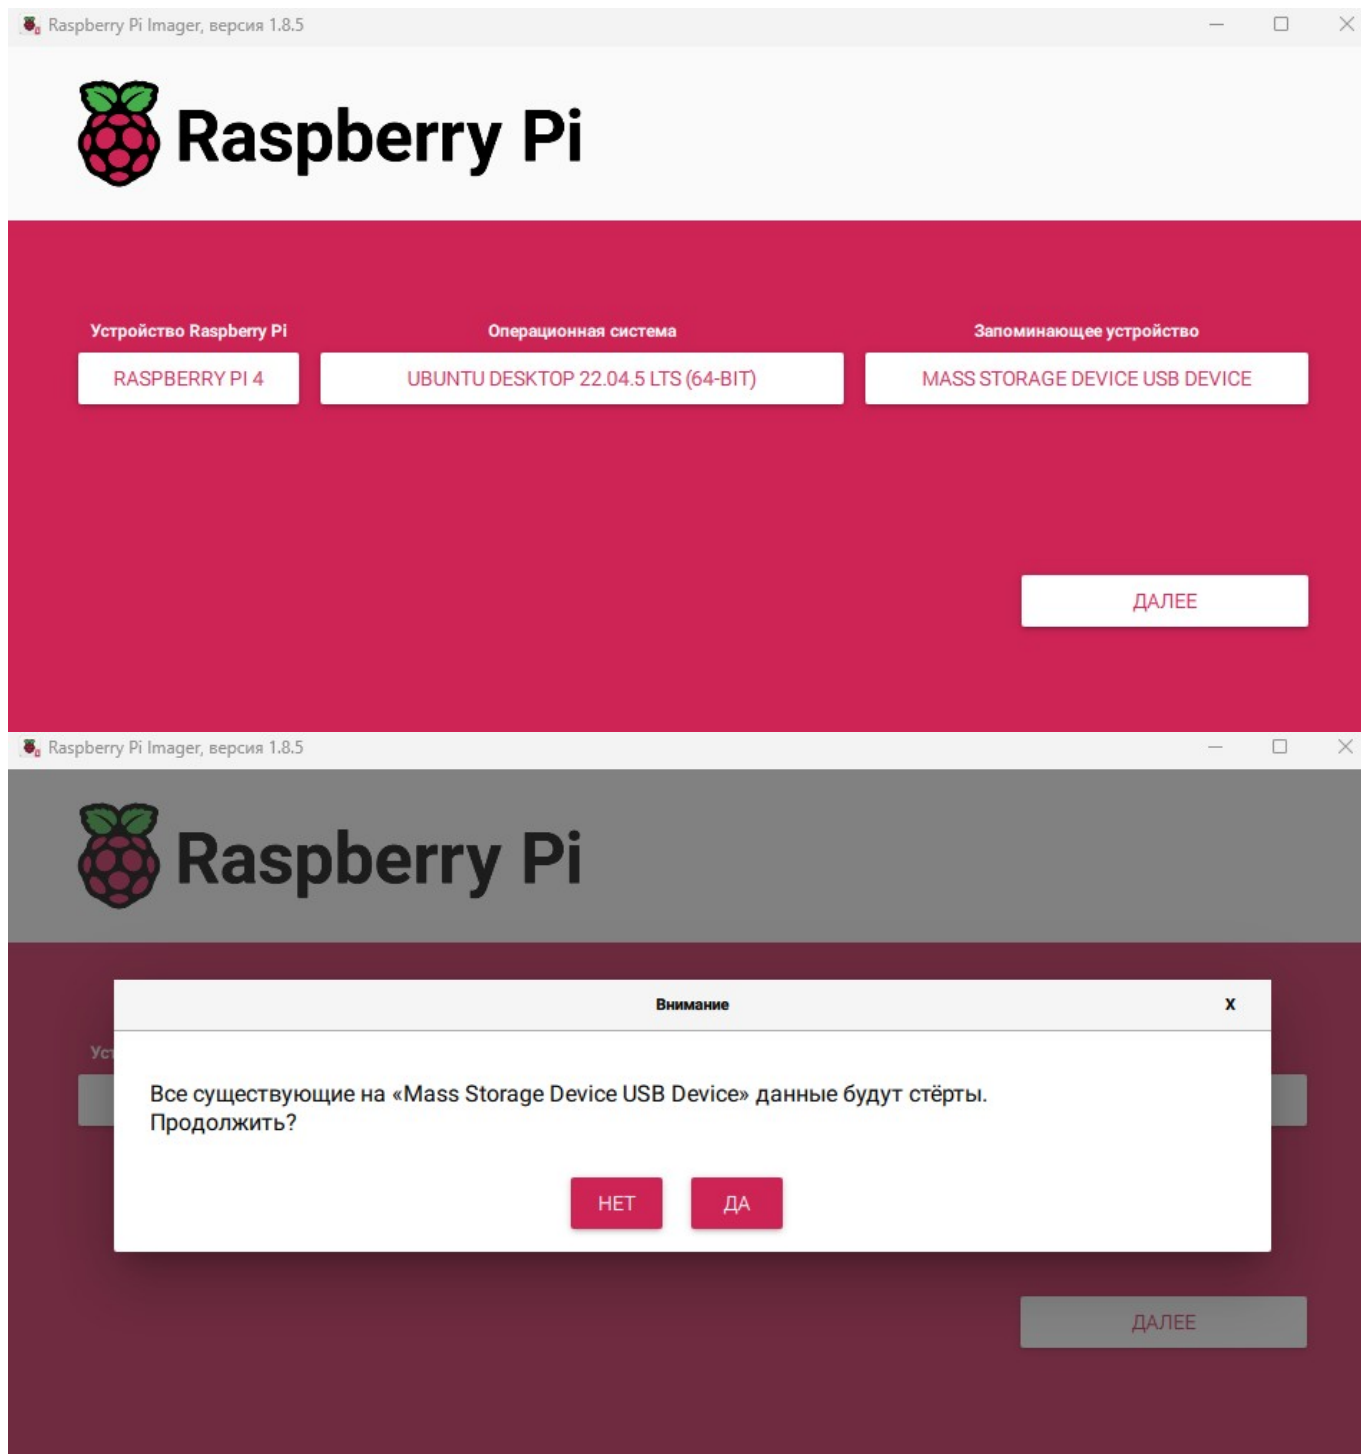 Raspberry Pi Imager, версия 1.8.5
Raspberry Pi
Устройство Raspberry Pi
Операционная система
Запоминающее устройство
RASPBERRY PI 4
UBUNTU DESKTOP 22.04.5 LTS (64-BIT)
MASS STORAGE DEVICE USB DEVICE
ДАЛЕЕ
Raspberry Pi Imager, версия 1.8.5
Raspberry Pi
Внимание
X
Уст
Все существующие на «Mass Storage Device USB Device» данные будут стёрты.
Продолжить?
НЕТ
ДА
ДАЛЕЕ